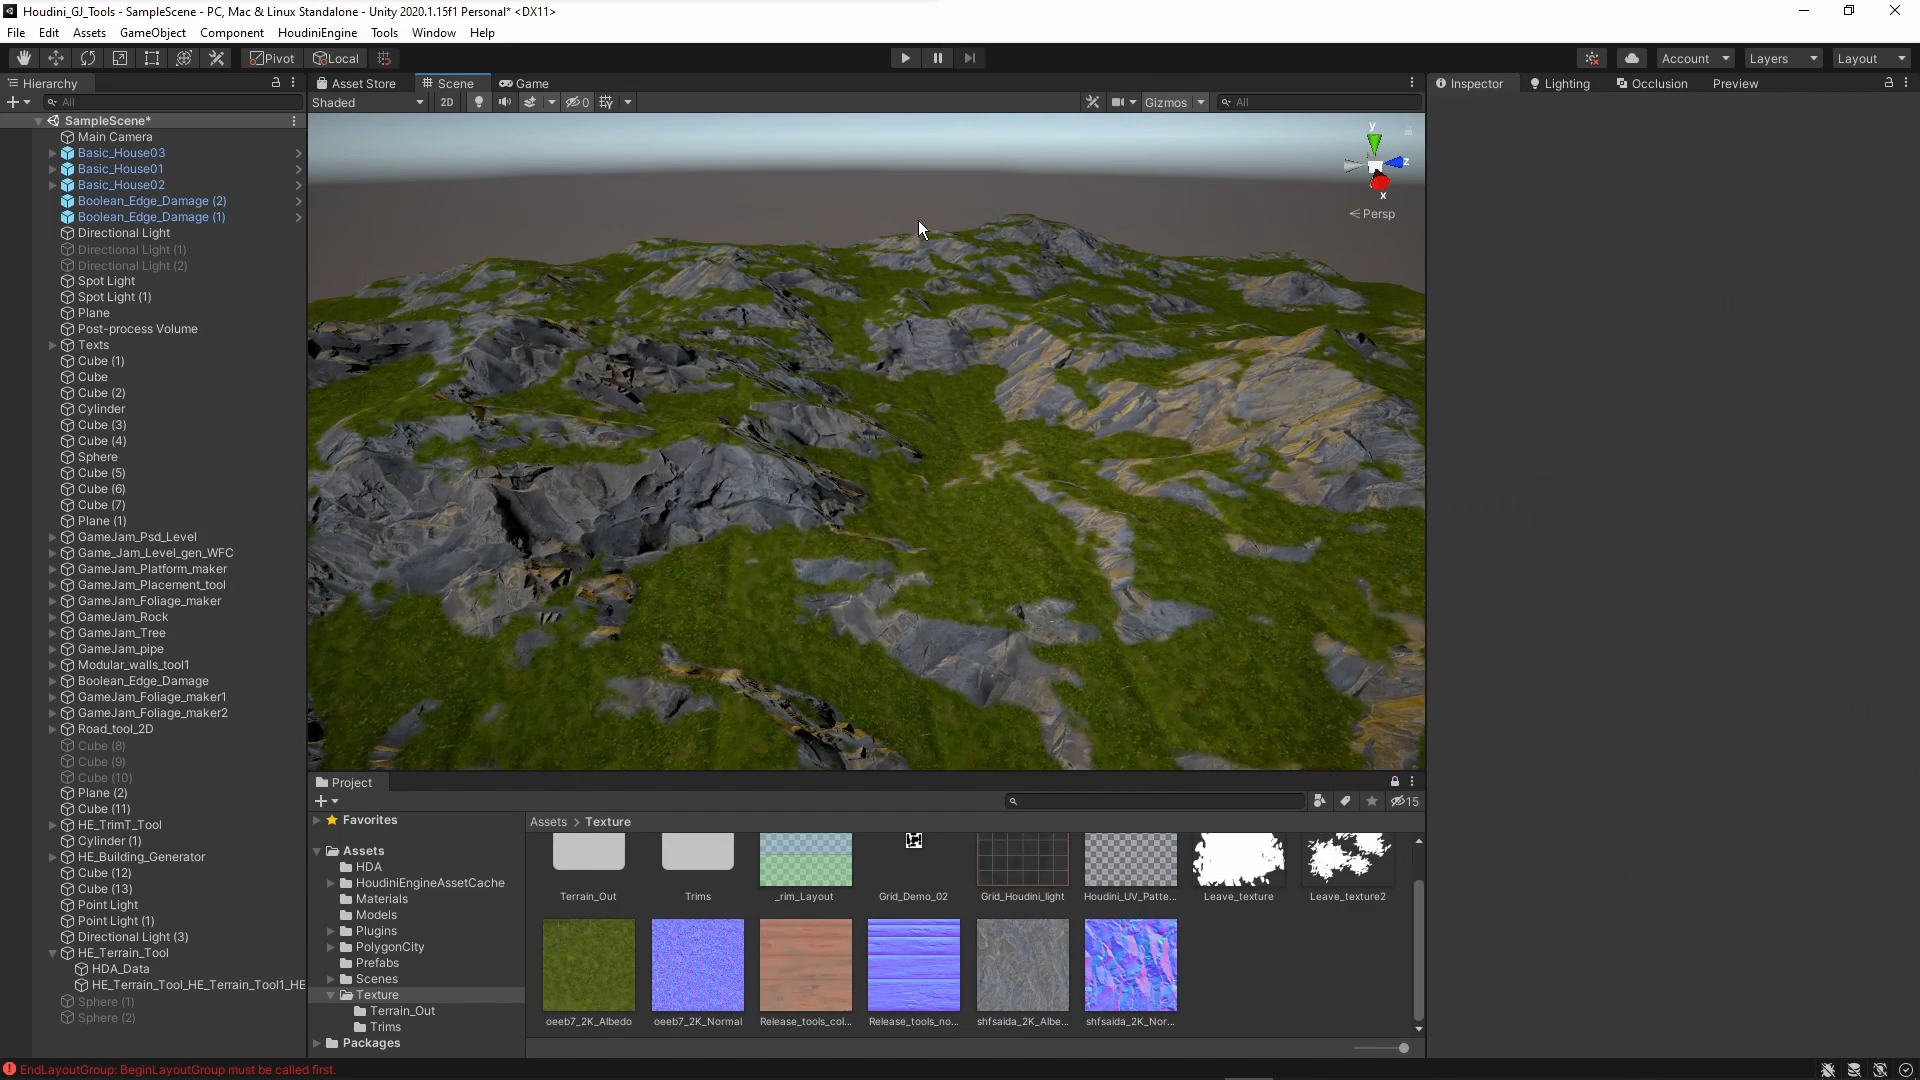 Houdini_GJ_Tools - SampleScene - PC, Mac & Linux Standalone - Unity 2020.1.15f1 Personal* <DX11>
File Edit Assets GameObject Component HoudiniEngine Tools Window Help
Pivot Local Account Layers Layout
Hierarchy Asset Store Scene Game Inspector Lighting Occlusion Preview
All Shaded 2D 0 Gizmos All
SampleScene*
Main Camera
Basic_House03
Basic_House01
Basic_House02
Boolean_Edge_Damage (2)
Boolean_Edge_Damage (1)
Directional Light
Directional Light (1)
Directional Light (2)
Spot Light
Spot Light (1)
Plane
Post-process Volume
Texts
Cube (1)
Cube
Cube (2)
Cylinder
Cube (3)
Cube (4)
Sphere
Cube (5)
Cube (6)
Cube (7)
Plane (1)
GameJam_Psd_Level
Game_Jam_Level_gen_WFC
GameJam_Platform_maker
GameJam_Placement_tool
GameJam_Foliage_maker
GameJam_Rock
GameJam_Tree
GameJam_pipe
Modular_walls_tool1
Boolean_Edge_Damage
GameJam_Foliage_maker1
GameJam_Foliage_maker2
Road_tool_2D
Cube (8)
Cube (9)
Cube (10)
Plane (2)
Cube (11)
HE_TrimT_Tool
Cylinder (1)
HE_Building_Generator
Cube (12)
Cube (13)
Point Light
Point Light (1)
Directional Light (3)
HE_Terrain_Tool
HDA_Data
HE_Terrain_Tool_HE_Terrain_Tool1_HE
Sphere (1)
Sphere (2)
y
z
x
Persp
Project
15
Favorites
Assets
HDA
HoudiniEngineAssetCache
Materials
Models
Plugins
PolygonCity
Prefabs
Scenes
Texture
Terrain_Out
Trims
Packages
Assets > Texture
Terrain_Out Trims _rim_Layout Grid_Demo_02 Grid_Houdini_light Houdini_UV_Patte... Leave_texture Leave_texture2
oeeb7_2K_Albedo oeeb7_2K_Normal Release_tools_col... Release_tools_no... shfsaida_2K_Albe... shfsaida_2K_Nor...
EndLayoutGroup: BeginLayoutGroup must be called first.